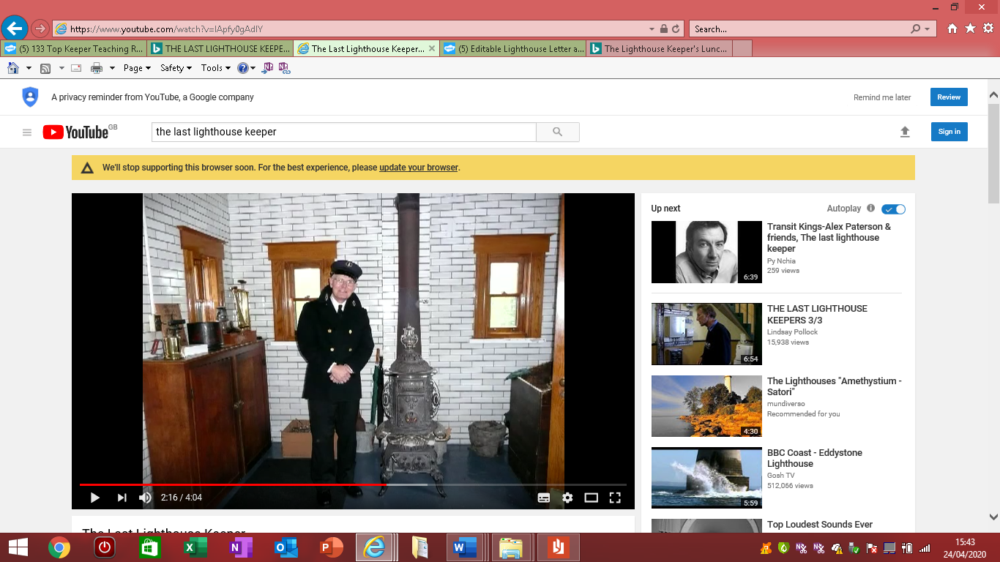 https://www.youtube.com/watch?v=lApfy0gAdlY
Search...
(5) 133 Top Keeper Teaching R...
THE LAST LIGHTHOUSE KEEPE...
The Last Lighthouse Keeper...
(5) Editable Lighthouse Letter a...
The Lighthouse Keeper's Lunc...
Page
Safety
Tools
A privacy reminder from YouTube, a Google company
Remind me later
Review
YouTube GB
the last lighthouse keeper
Sign in
We'll stop supporting this browser soon. For the best experience, please update your browser.
2:16 / 4:04
The Last Lighthouse Keeper
Up next
Autoplay
6:39
Transit Kings-Alex Paterson &
friends, The last lighthouse
keeper
Py Nchia
259 views
6:54
THE LAST LIGHTHOUSE
KEEPERS 3/3
Lindsay Pollock
15,938 views
4:30
The Lighthouses "Amethystium -
Satori"
mundiverso
Recommended for you
5:59
BBC Coast - Eddystone
Lighthouse
Gosh TV
512,066 views
Top Loudest Sounds Ever
15:43
24/04/2020